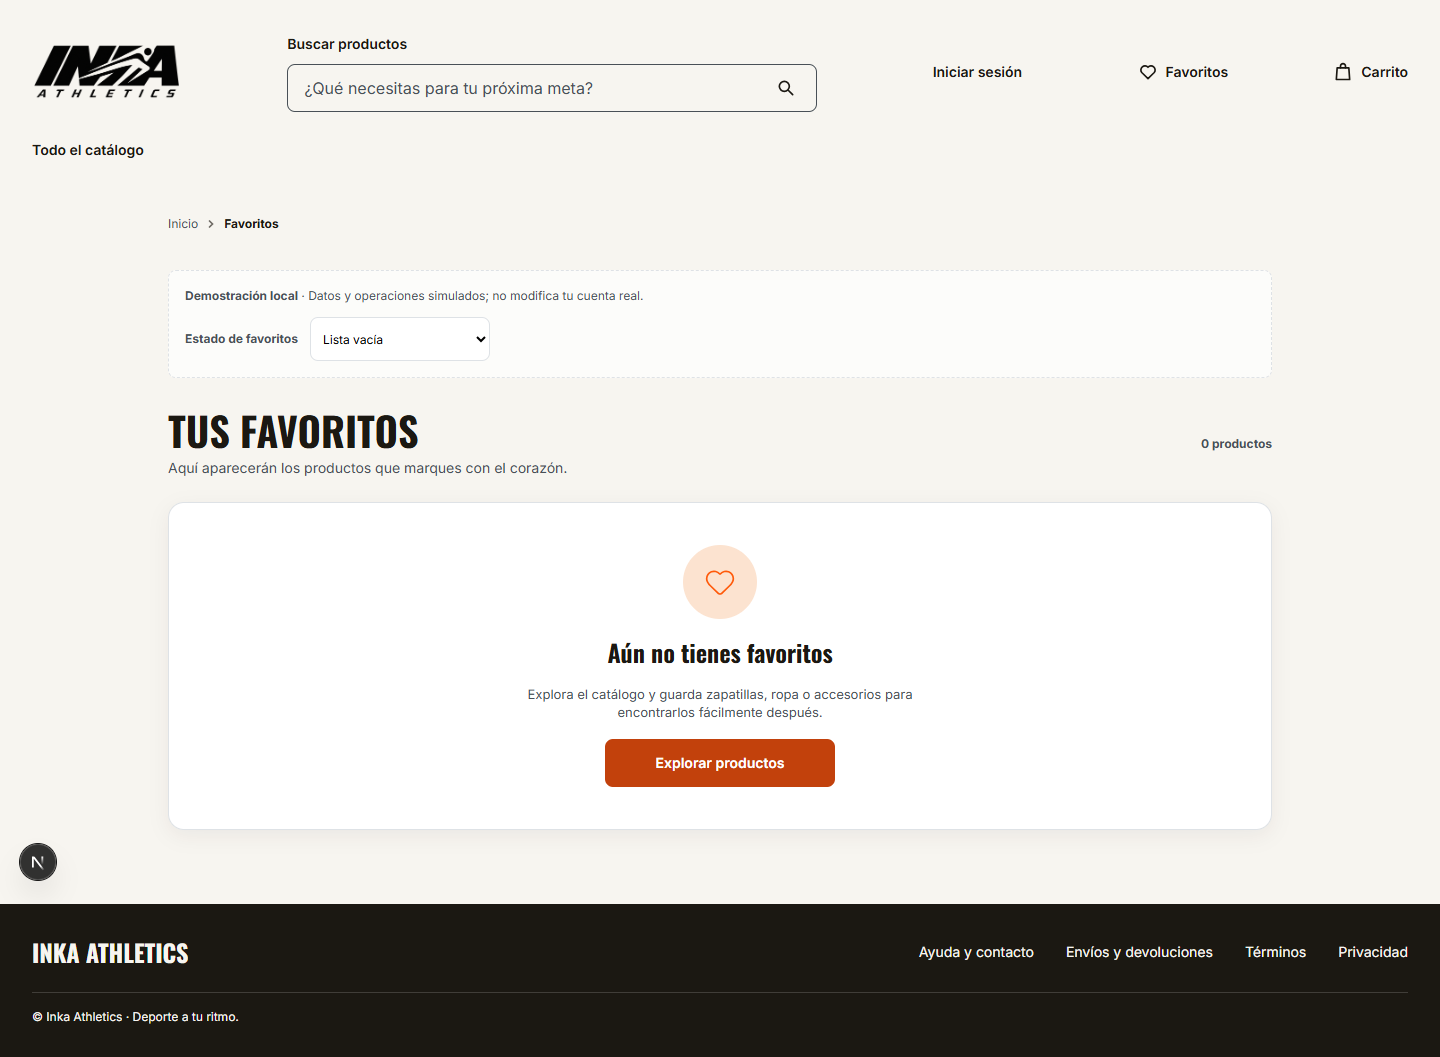 INKA
ATHLETICS
Buscar productos
¿Qué necesitas para tu próxima meta?
Iniciar sesión
Favoritos
Carrito
Todo el catálogo
Inicio > Favoritos
Demostración local · Datos y operaciones simulados; no modifica tu cuenta real.
Estado de favoritos Lista vacía
TUS FAVORITOS
0 productos
Aquí aparecerán los productos que marques con el corazón.
Aún no tienes favoritos
Explora el catálogo y guarda zapatillas, ropa o accesorios para
encontrarlos fácilmente después.
Explorar productos
N
INKA ATHLETICS
Ayuda y contacto
Envíos y devoluciones
Términos
Privacidad
© Inka Athletics · Deporte a tu ritmo.